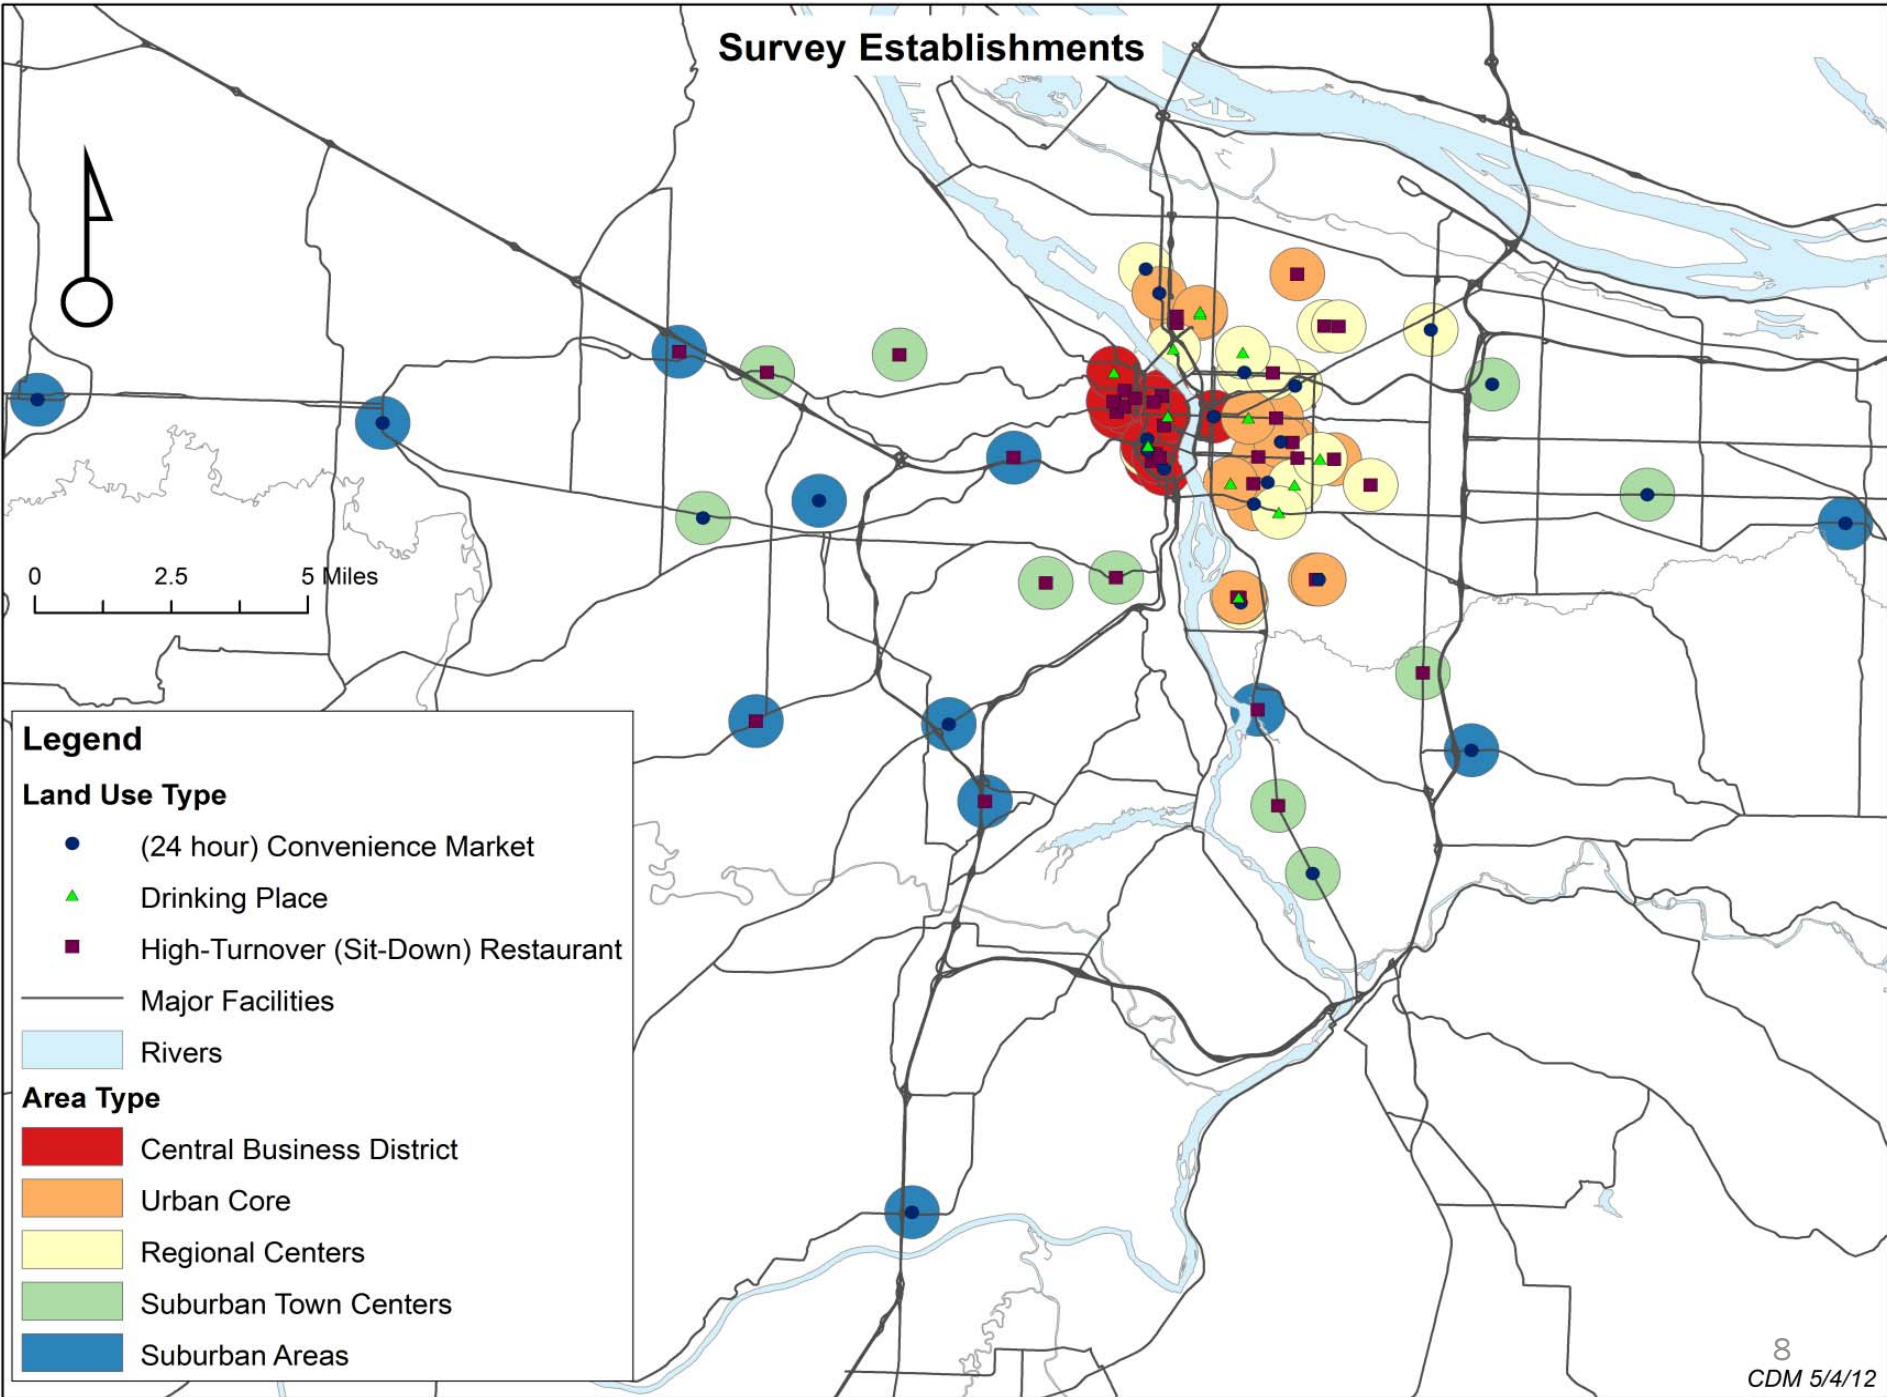 Survey Establishments
0 2.5 5 Miles
Legend
Land Use Type
(24 hour) Convenience Market
Drinking Place
High-Turnover (Sit-Down) Restaurant
Major Facilities
Rivers
Area Type
Central Business District
Urban Core
Regional Centers
Suburban Town Centers
Suburban Areas
8
CDM 5/4/12